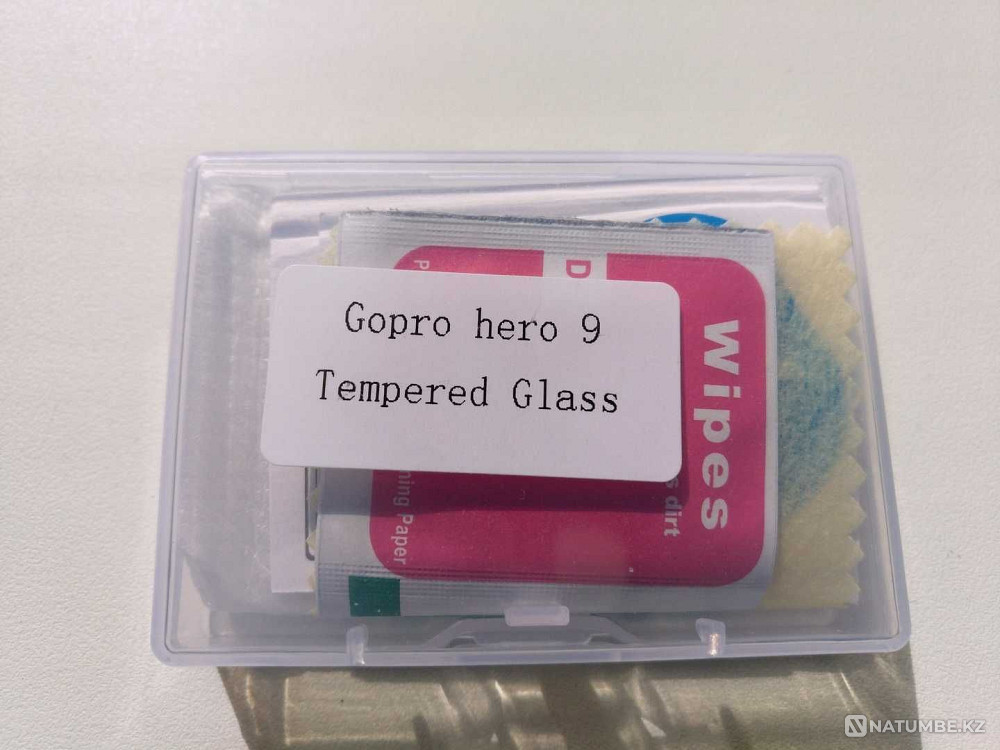 Gopro hero 9
Tempered Glass
Wipes
s dirt
ning Paper
D
P
NATUMBE.KZ